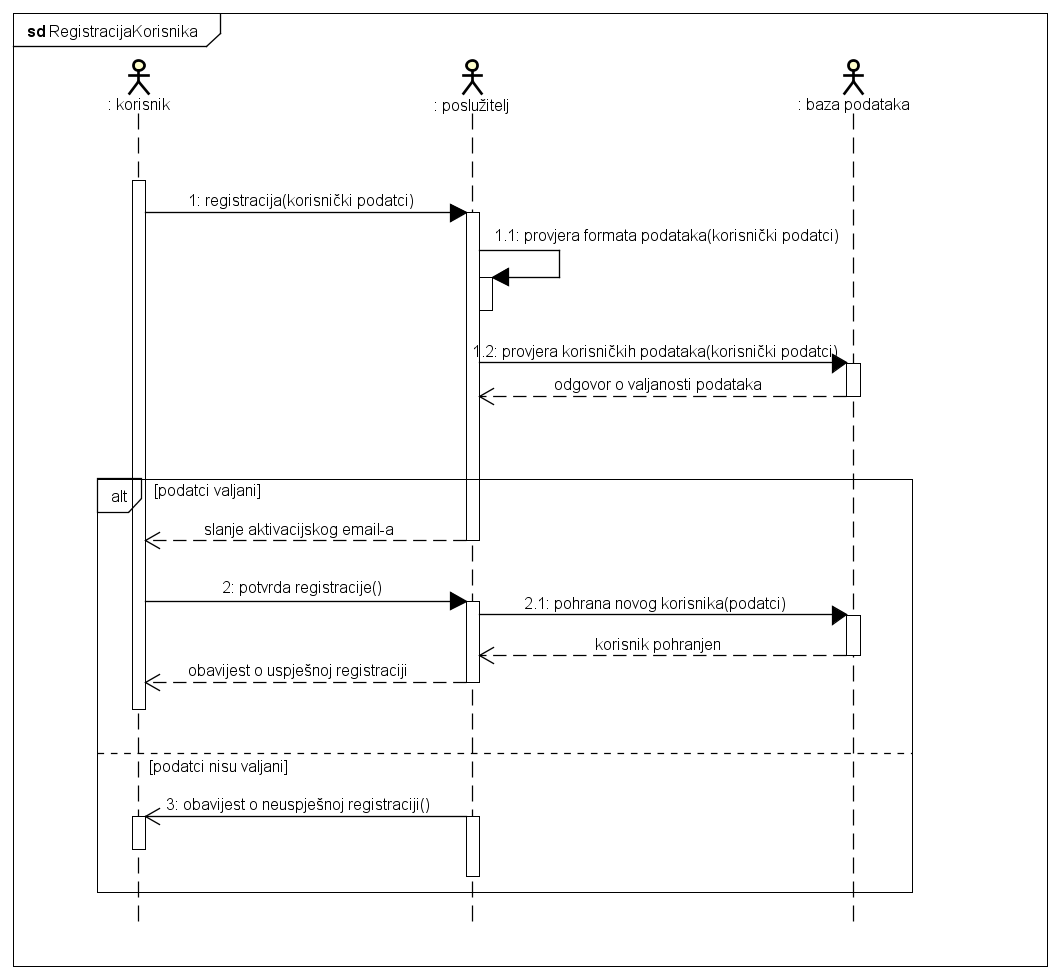 sd RegistracijaKorisnika
: korisnik
: poslužitelj
: baza podataka
1: registracija(korisnički podatci)
1.1: provjera formata podataka(korisnički podatci)
1.2: provjera korisničkih podataka(korisnički podatci)
odgovor o valjanosti podataka
alt
[podatci valjani]
slanje aktivacijskog email-a
2: potvrda registracije()
2.1: pohrana novog korisnika(podatci)
korisnik pohranjen
obavijest o uspješnoj registraciji
[podatci nisu valjani]
3: obavijest o neuspješnoj registraciji()